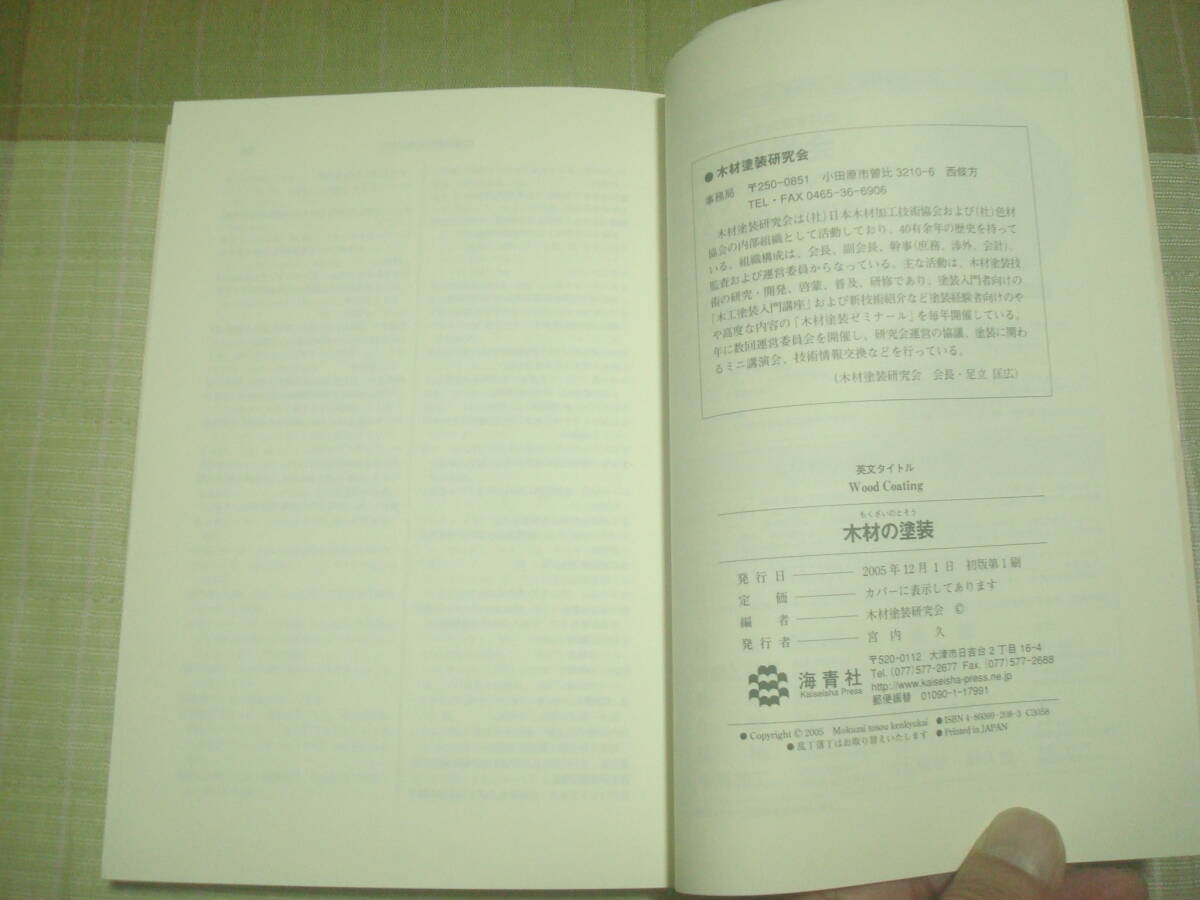 ● 木材塗装研究会
事務局 〒250-0851 小田原市曽比 3210-6 西條方
TEL・FAX 0465-36-6906
木材塗装研究会は(社)日本木材加工技術協会および(社)色材
協会の内部組織として活動しており、40有余年の歴史を持って
いる。組織構成は、会長、副会長、幹事(庶務、渉外、会計)、
監査および運営委員からなっている。主な活動は、木材塗装技
術の研究・開発、啓蒙、普及、研修であり、塗装入門者向けの
「木工塗装入門講座」および新技術紹介など塗装経験者向けのや
や高度な内容の「木材塗装ゼミナール」を毎年開催している。
年に数回運営委員会を開催し、研究会運営の協議、塗装に関わ
るミニ講演会、技術情報交換などを行っている。
(木材塗装研究会 会長・足立 匡広)
英文タイトル
Wood Coating
もくざいのとそう
木材の塗装
発行日 2005年12月1日 初版第1刷
定価 カバーに表示してあります
編者 木材塗装研究会 ©
発行者 宮内 久
海青社
Kaiseisha Press
〒520-0112 大津市日吉台2丁目16-4
Tel. (077)577-2677 Fax. (077)577-2688
http://www.kaiseisha-press.ne.jp
郵便振替 01090-1-17991
● Copyright © 2005 Mokuzai tosou kenkyukai ● ISBN 4-86099-208-3 C3058
● 乱丁落丁はお取り替えいたします ● Printed in JAPAN